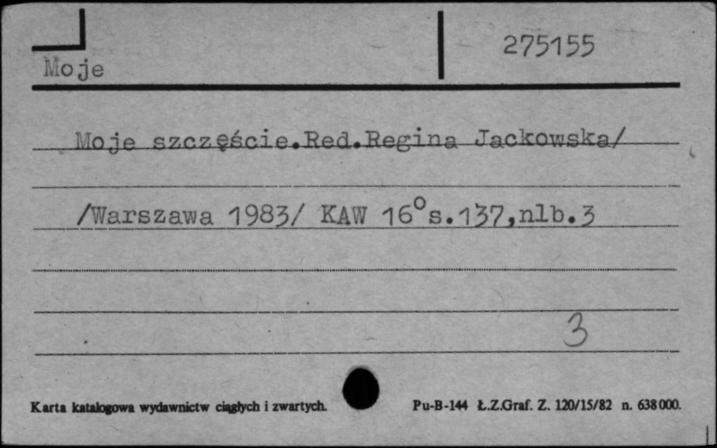 275155
Moje
Moje szczęście.Red.Regina Jackowska/
/Warszawa 1983/ KAW 16°s.137,nlb.3
3
Karta katalogowa wydawnictw ciągłych i zwartych.
Pu-B-144 Ł.Z.Graf. Z. 120/15/82 n. 638000.